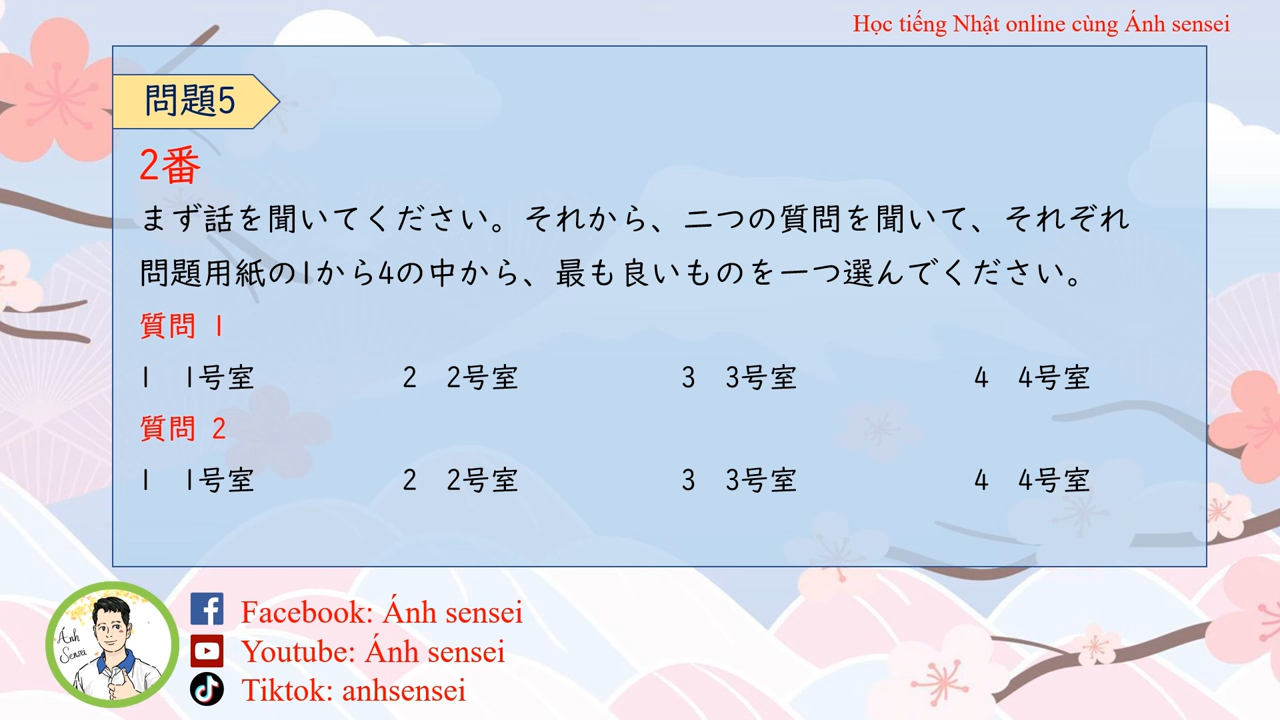 Học tiếng Nhật online cùng Ánh sensei
問題5
2番
まず話を聞いてください。それから、二つの質問を聞いて、それぞれ
問題用紙の1から4の中から、最も良いものを一つ選んでください。
質問 1
1 1号室 2 2号室 3 3号室 4 4号室
質問 2
1 1号室 2 2号室 3 3号室 4 4号室
Ánh Sensei
Facebook: Ánh sensei
Youtube: Ánh sensei
Tiktok: anhsensei